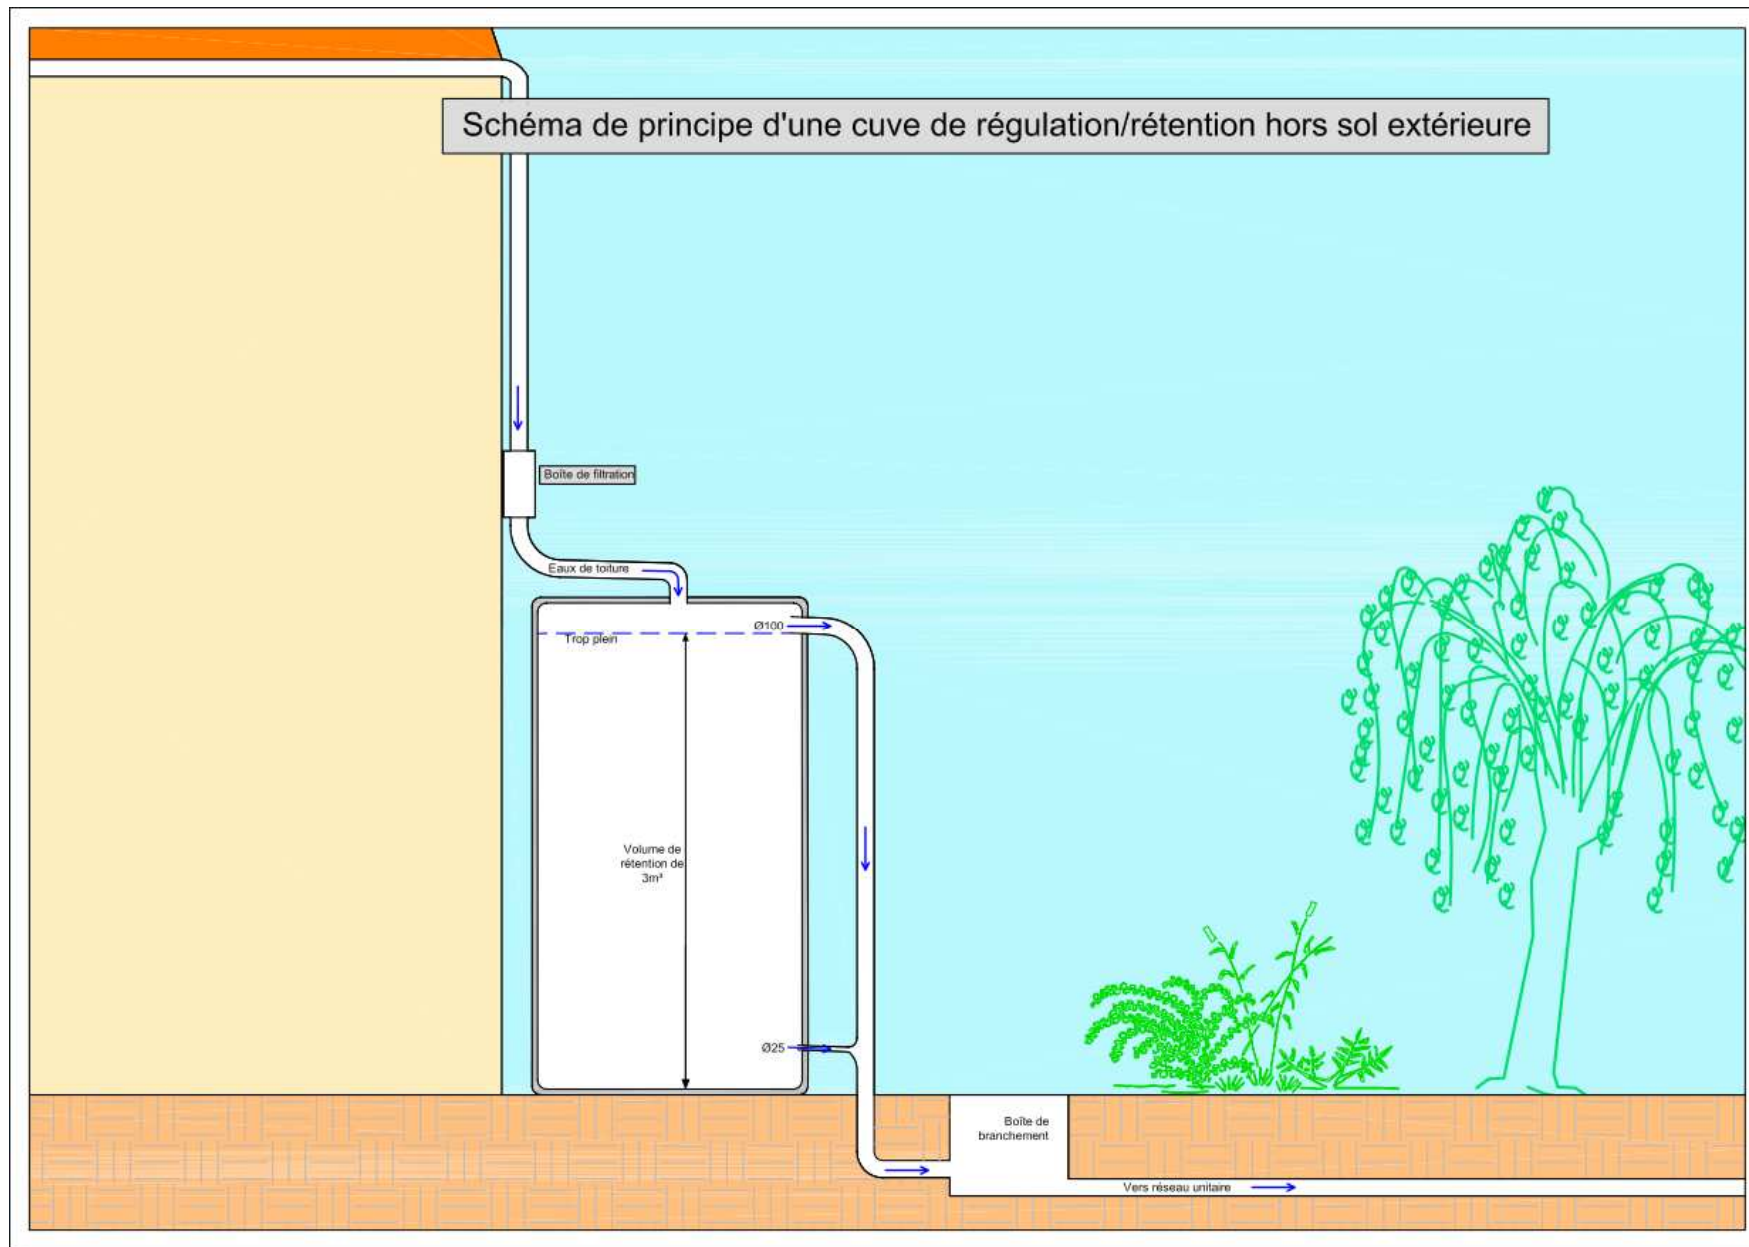 Schéma de principe d'une cuve de régulation/rétention hors sol extérieure
Boîte de filtration
Eaux de toiture
Ø100
Trop plein
Volume de
rétention de
3m³
Ø25
Boîte de
branchement
Vers réseau unitaire